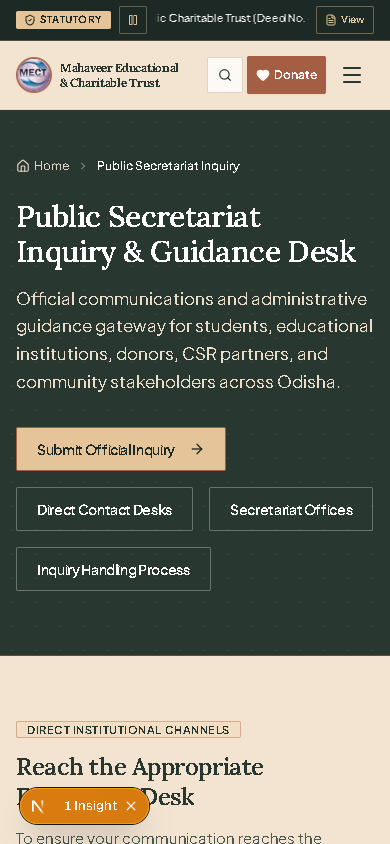 STATUTORY
ic Charitable Trust (Deed No.
View
MECT
Mahaveer Educational
& Charitable Trust
Donate
Home > Public Secretariat Inquiry
Public Secretariat
Inquiry & Guidance Desk
Official communications and administrative
guidance gateway for students, educational
institutions, donors, CSR partners, and
community stakeholders across Odisha.
Submit Official Inquiry →
Direct Contact Desks
Secretariat Offices
Inquiry Handling Process
DIRECT INSTITUTIONAL CHANNELS
Reach the Appropriate
Desk
N 1 Insight ×
To ensure your communication reaches the